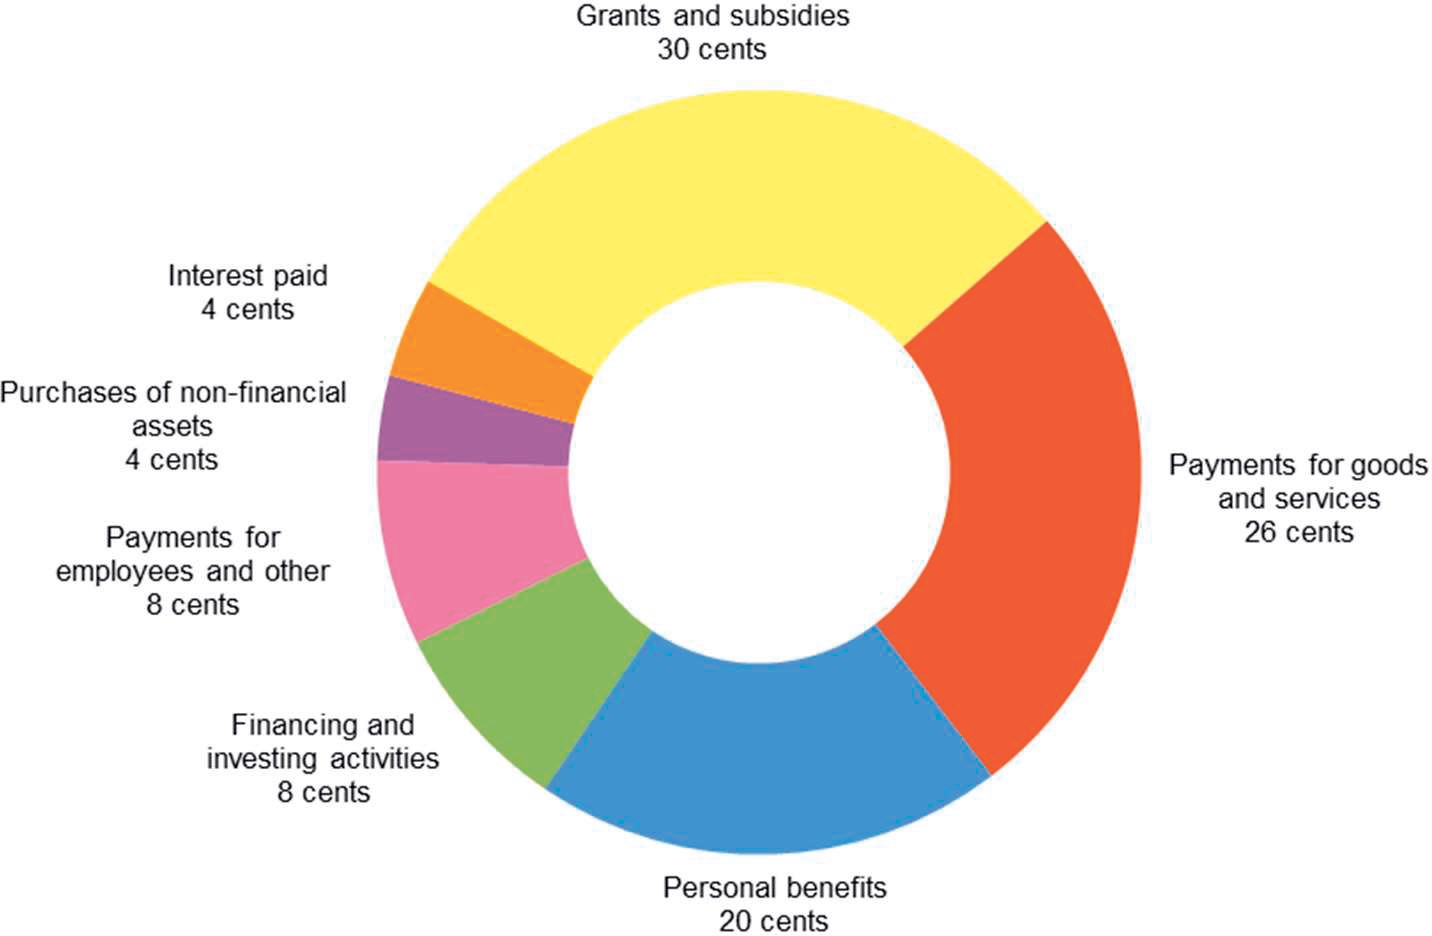 Grants and subsidies
30 cents
Interest paid
4 cents
Purchases of non-financial
assets
4 cents
Payments for goods
and services
26 cents
Payments for
employees and other
8 cents
Financing and
investing activities
8 cents
Personal benefits
20 cents